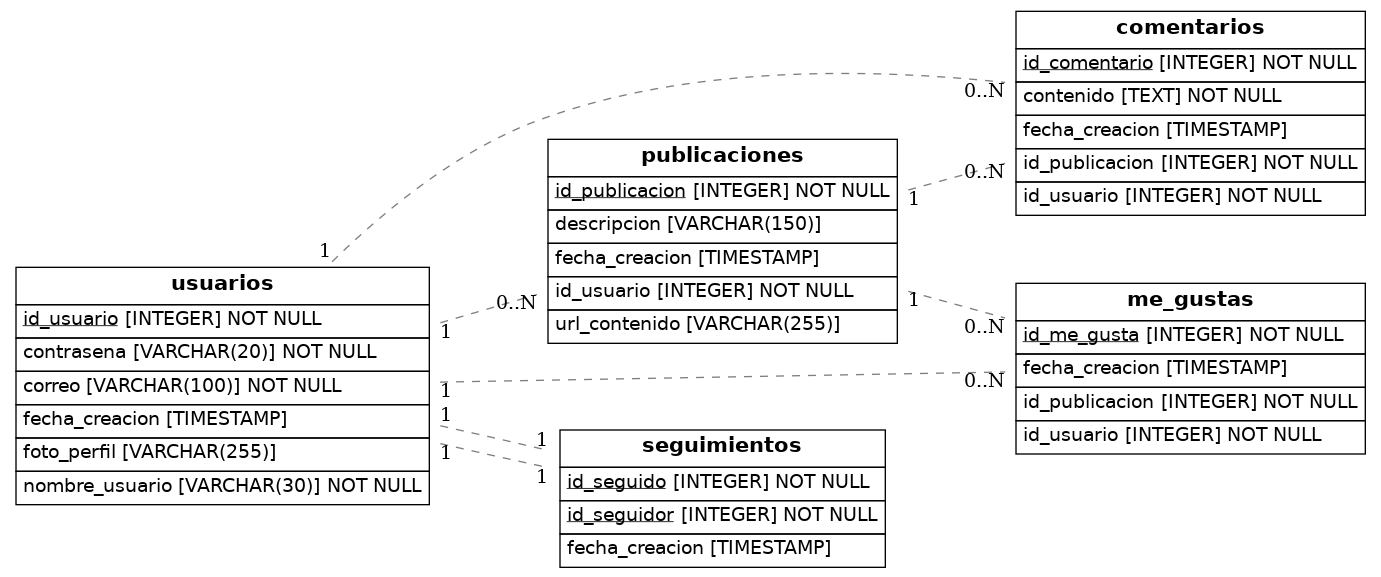 comentarios
id_comentario [INTEGER] NOT NULL
contenido [TEXT] NOT NULL
fecha_creacion [TIMESTAMP]
id_publicacion [INTEGER] NOT NULL
id_usuario [INTEGER] NOT NULL
0..N
0..N
publicaciones
id_publicacion [INTEGER] NOT NULL
descripcion [VARCHAR(150)]
fecha_creacion [TIMESTAMP]
id_usuario [INTEGER] NOT NULL
url_contenido [VARCHAR(255)]
1
1
0..N
1
usuarios
id_usuario [INTEGER] NOT NULL
contrasena [VARCHAR(20)] NOT NULL
correo [VARCHAR(100)] NOT NULL
fecha_creacion [TIMESTAMP]
foto_perfil [VARCHAR(255)]
nombre_usuario [VARCHAR(30)] NOT NULL
1
1
1
1
me_gustas
id_me_gusta [INTEGER] NOT NULL
fecha_creacion [TIMESTAMP]
id_publicacion [INTEGER] NOT NULL
id_usuario [INTEGER] NOT NULL
0..N
0..N
1
1
seguimientos
id_seguido [INTEGER] NOT NULL
id_seguidor [INTEGER] NOT NULL
fecha_creacion [TIMESTAMP]